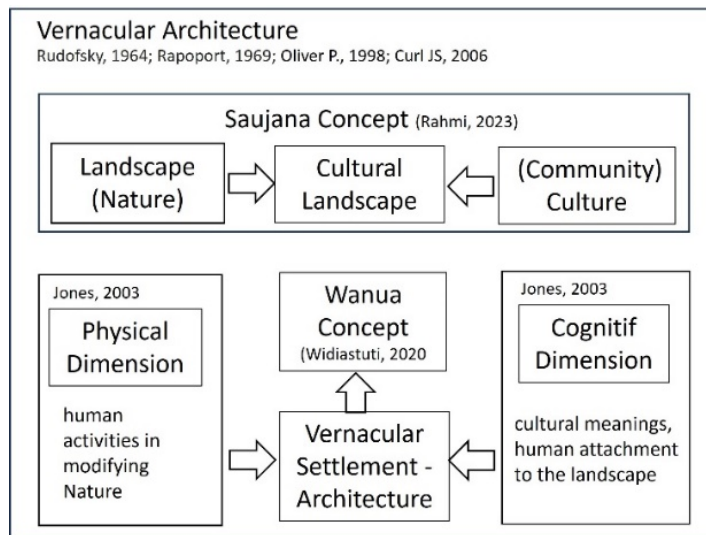 Vernacular Architecture
Rudofsky, 1964; Rapoport, 1969; Oliver P., 1998; Curl JS, 2006
Saujana Concept (Rahmi, 2023)
Landscape
(Nature)
Cultural
Landscape
(Community)
Culture
Jones, 2003
Physical
Dimension
human
activities in
modifying
Nature
Wanua
Concept
(Widiastuti, 2020
Vernacular
Settlement -
Architecture
Jones, 2003
Cognitif
Dimension
cultural meanings,
human attachment
to the landscape